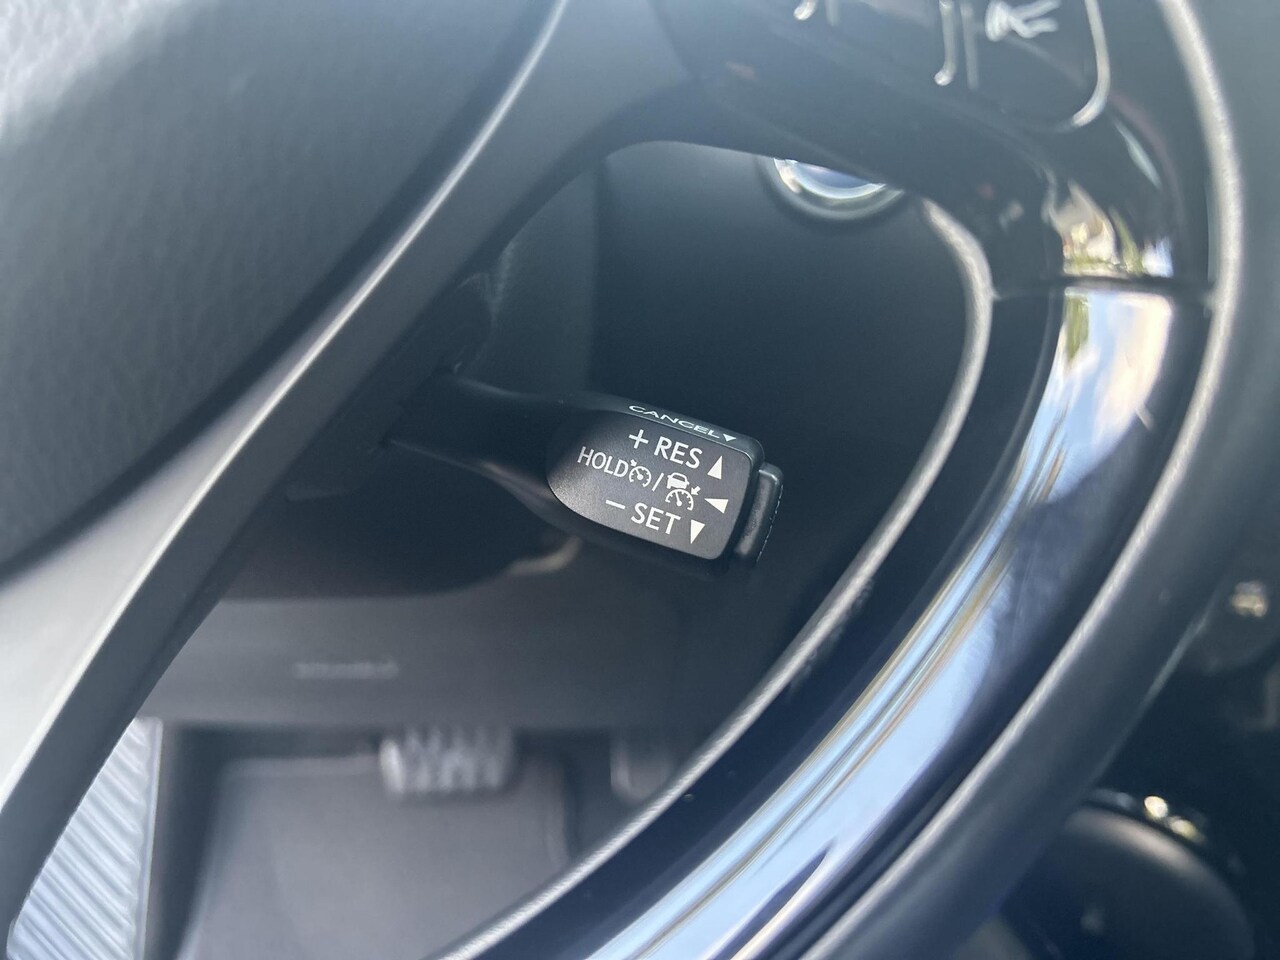 CANCEL▼
+ RES ▲
HOLD / ◀
− SET ▼